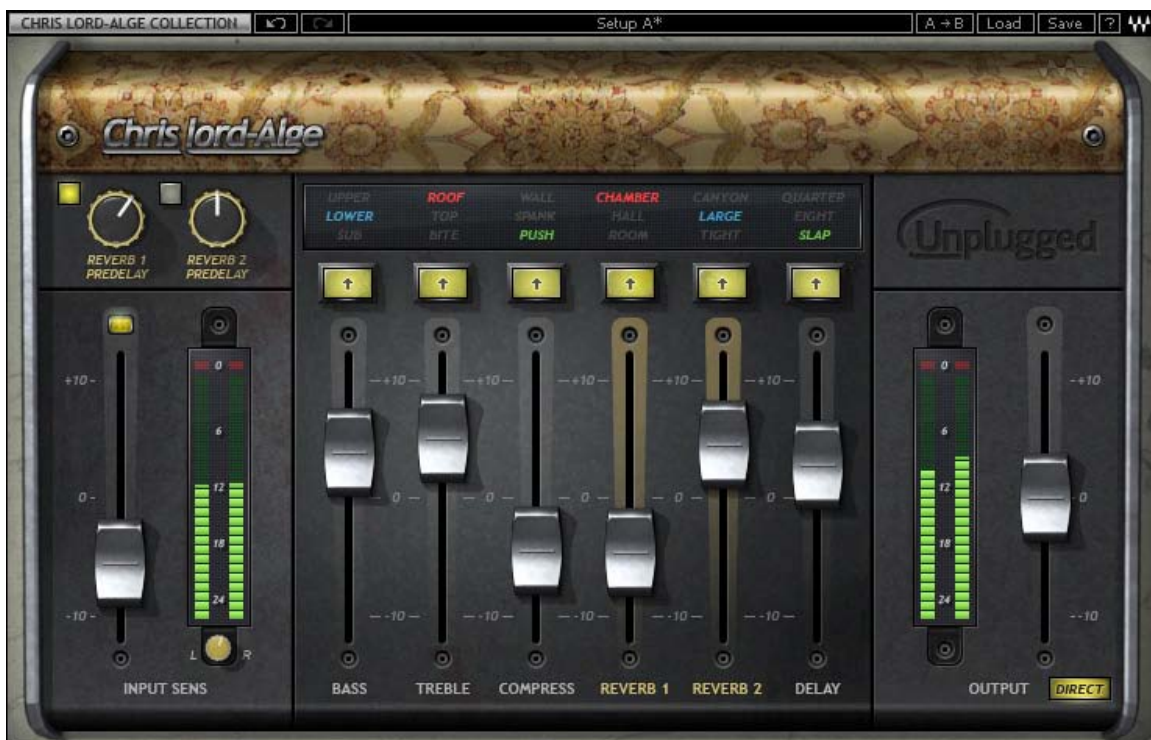 CHRIS LORD-ALGE COLLECTION Setup A* A→B Load Save ?
Chris lord-Alge
UPPER ROOF WALL CHAMBER CANYON QUARTER
LOWER TOP SPANK HALL LARGE EIGHT
SUB BITE PUSH ROOM TIGHT SLAP
Unplugged
REVERB 1 PREDELAY
REVERB 2 PREDELAY
+10
0
-10
0
6
12
18
24
L R
INPUT SENS
+10 +10 +10 +10 +10
0 0 0 0 0
-10 -10 -10 -10 -10
BASS TREBLE COMPRESS REVERB 1 REVERB 2 DELAY
0
6
12
18
24
+10
0
-10
OUTPUT DIRECT